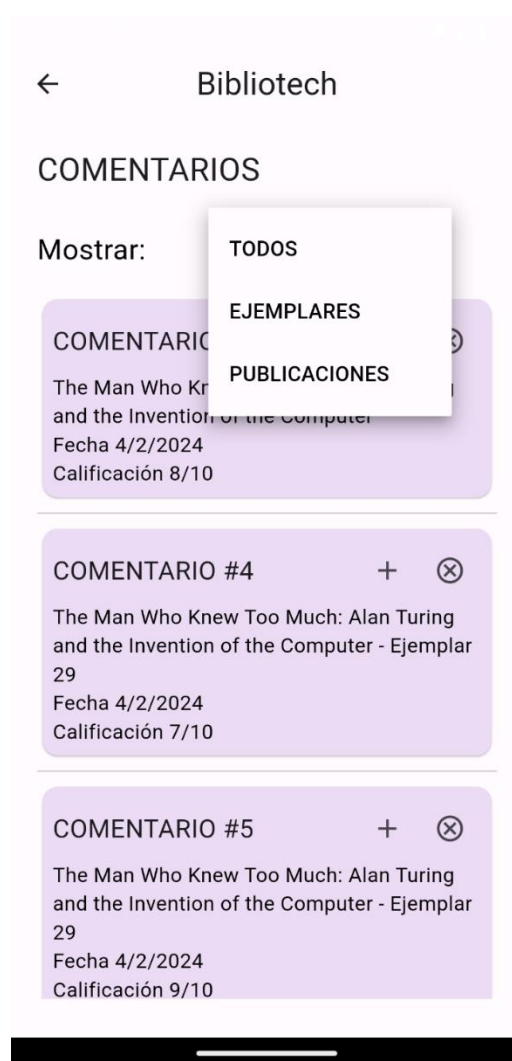 Bibliotech
COMENTARIOS
Mostrar:
TODOS
EJEMPLARES
PUBLICACIONES
COMENTARIO
The Man Who
and the Invention of the Computer
Fecha 4/2/2024
Calificación 8/10
COMENTARIO #4
The Man Who Knew Too Much: Alan Turing
and the Invention of the Computer - Ejemplar
29
Fecha 4/2/2024
Calificación 7/10
COMENTARIO #5
The Man Who Knew Too Much: Alan Turing
and the Invention of the Computer - Ejemplar
29
Fecha 4/2/2024
Calificación 9/10